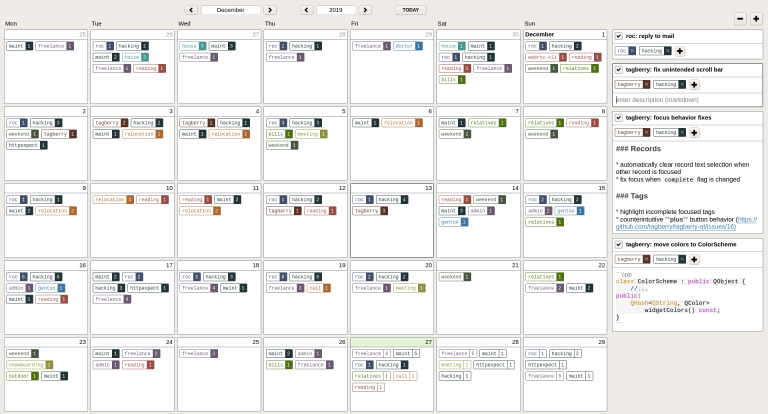 December
2019
TODAY
Mon Tue Wed Thu Fri Sat Sun
25 26 27 28 29 30 December 1
maint 1 freelance 3
roc 1 hacking 1
maint 2 house 1
freelance 1 reading 1
house 3 maint 3
freelance 1
roc 1 hacking 1
freelance 1
freelance 1 doctor 1
house 1 maint 1
roc 1 hacking 1
reading 1 freelance 1
bills 1
roc 1 hacking 2
webrtc-cli 1 reading 1
weekend 1 relatives 1
2 3 4 5 6 7 8
roc 3 hacking 3
weekend 1 tagberry 1
httpexpect 1
tagberry 2 hacking 2
maint 1 relocation 1
tagberry 4 hacking 4
maint 1 relocation 1
roc 3 hacking 3
bills 1 meeting 1
weekend 1
maint 1 relocation 1
maint 1 relatives 1
weekend 1
relatives 1 reading 1
weekend 1
9 10 11 12 13 14 15
roc 1 hacking 1
maint 2 relocation 2
relocation 3 reading 1
reading 1 maint 2
relocation 2
roc 1 hacking 2
tagberry 1 reading 1
roc 1 hacking 4
tagberry 3
reading 1 weekend 1
maint 3 admin 1
gentoo 1
roc 1 hacking 2
admin 2 gentoo 1
relatives 1
16 17 18 19 20 21 22
roc 6 hacking 6
admin 1 gentoo 1
maint 1 reading 1
maint 2 roc 2
hacking 3 httpexpect 1
freelance 4
roc 3 hacking 3
freelance 4 maint 1
roc 8 hacking 8
freelance 3 call 1
roc 2 hacking 2
freelance 1 meeting 1
weekend 1
relatives 1
freelance 2 maint 2
23 24 25 26 27 28 29
weekend 1
snowboarding 1
outdoor 1 maint 1
maint 1 freelance 2
admin 1 reading 1
freelance 3
maint 2 admin 1
bills 1 freelance 1
freelance 4 maint 5
roc 1 hacking 1
relatives 1 call 1
reading 1
freelance 5 maint 1
meeting 1 httpexpect 1
hacking 1
roc 1 hacking 2
httpexpect 1
freelance 8 maint 1
roc: reply to mail
roc × hacking ×
tagberry: fix unintended scroll bar
tagberry × hacking ×
enter description (markdown)
tagberry: focus behavior fixes
tagberry × hacking ×
### Records
* automatically clear record text selection when
other record is focused
* fix focus when `complete` flag is changed
### Tags
* highlight incomplete focused tags
* counterintuitive "*plus*" button behavior (https://
github.com/tagberry/tagberry-qt/issues/16)
tagberry: move colors to ColorScheme
tagberry × hacking ×
```cpp
class ColorScheme : public QObject {
//...
public:
QHash<QString, QColor>
widgetColors() const;
}
```